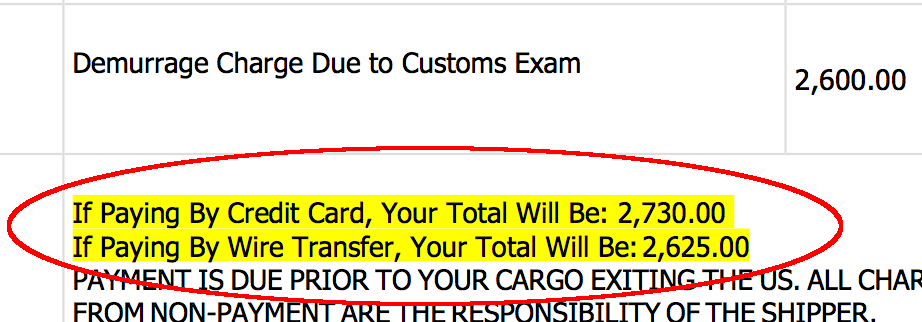 Demurrage Charge Due to Customs Exam
2,600.00
If Paying By Credit Card, Your Total Will Be: 2,730.00
If Paying By Wire Transfer, Your Total Will Be: 2,625.00
PAYMENT IS DUE PRIOR TO YOUR CARGO EXITING THE US. ALL CHAR
FROM NON-PAYMENT ARE THE RESPONSIBILITY OF THE SHIPPER.